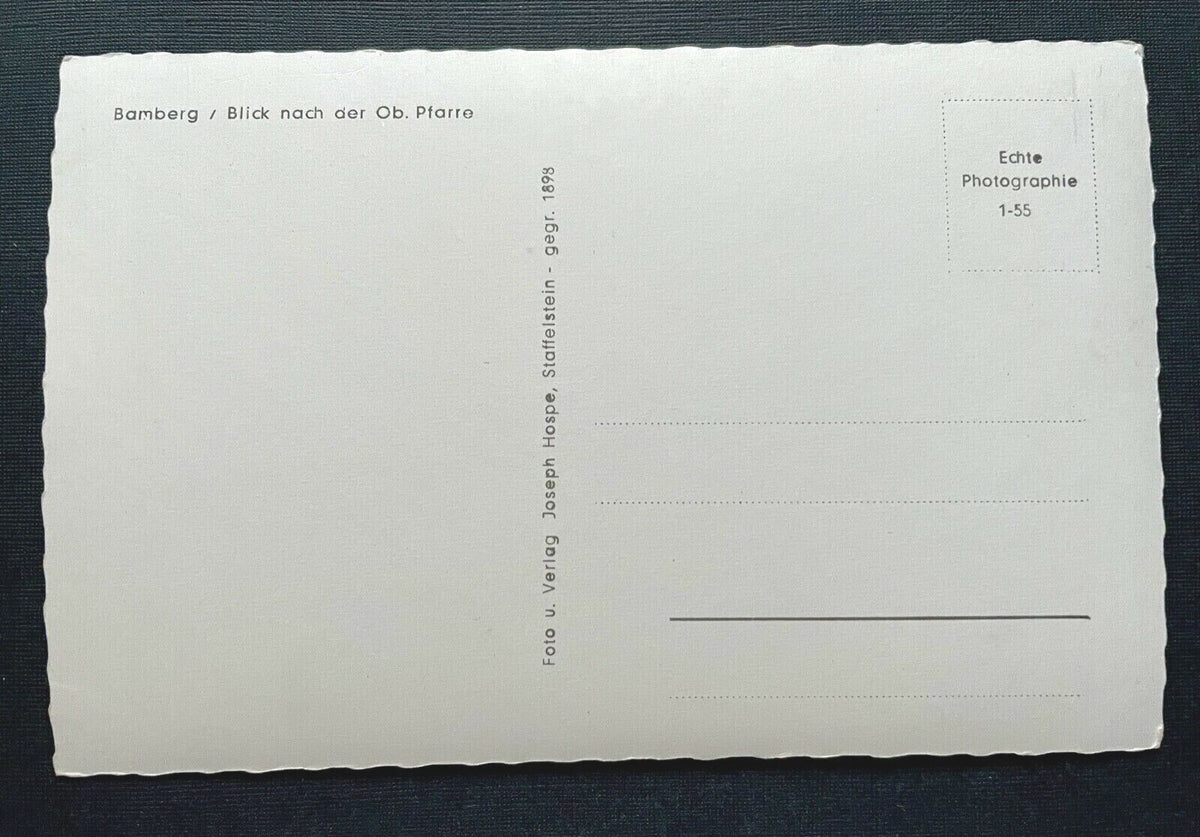 Bamberg / Blick nach der Ob. Pfarre
Foto u. Verlag Joseph Hospe, Staffelstein - gegr. 1898
Echte
Photographie
1-55